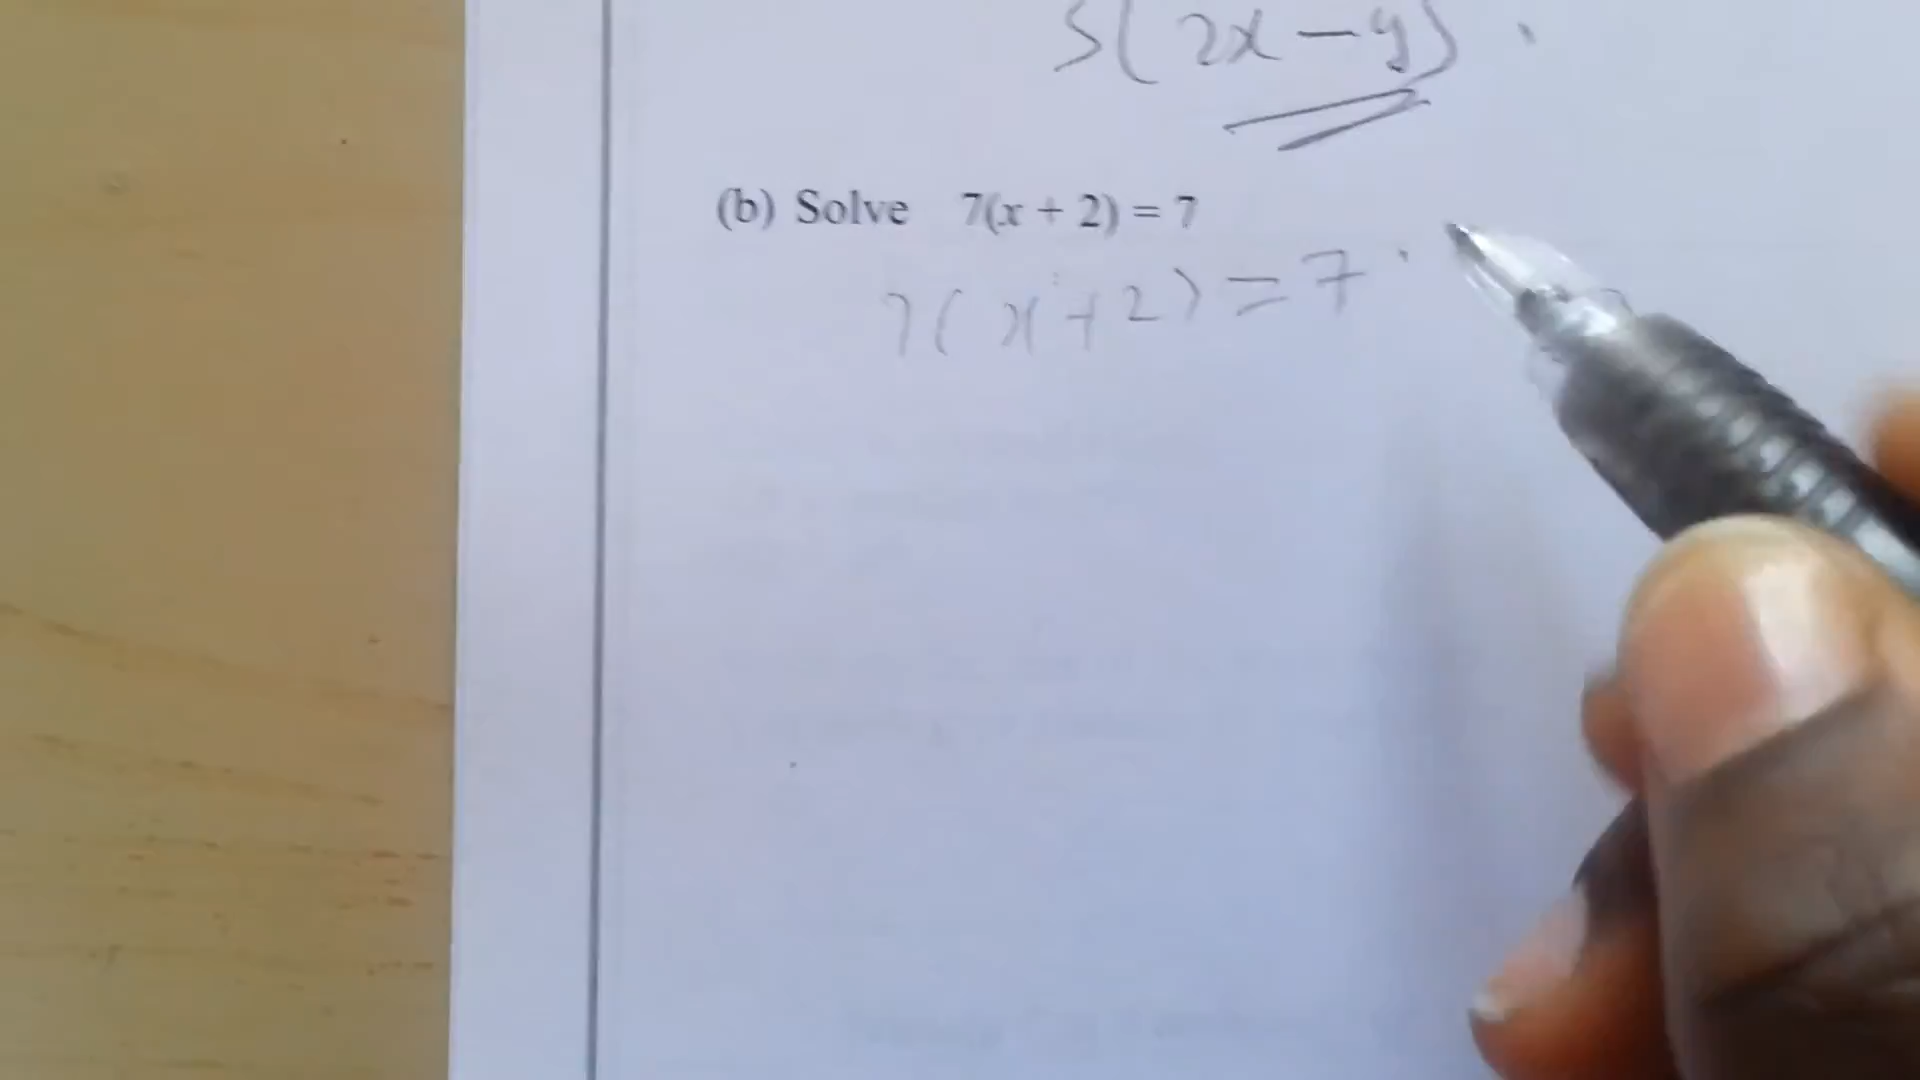 5(2x-y).
(b) Solve 7(x + 2) = 7
7(x+2)=7